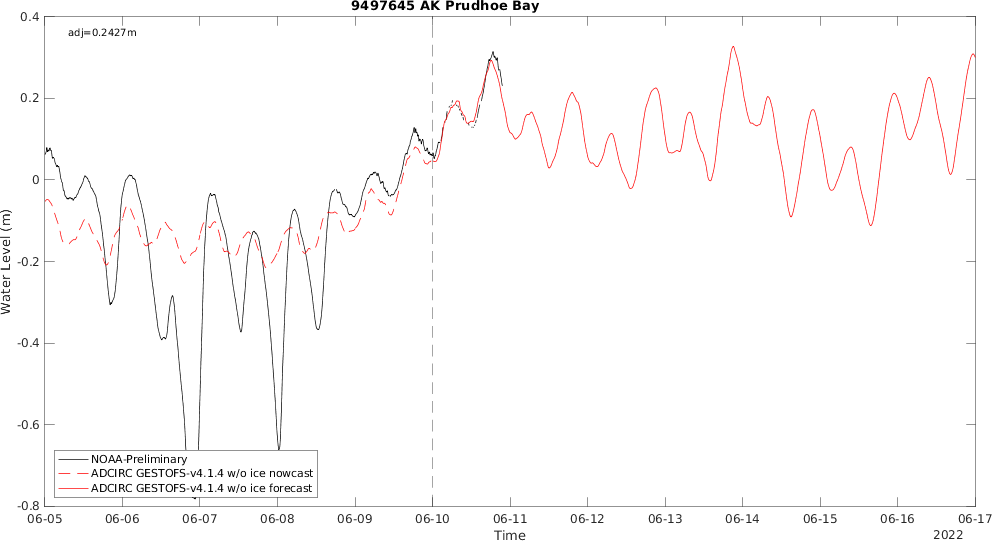 9497645 AK Prudhoe Bay
adj=0.2427m
0.4
0.2
0
-0.2
-0.4
-0.6
-0.8
Water Level (m)
NOAA-Preliminary
ADCIRC GESTOFS-v4.1.4 w/o ice nowcast
ADCIRC GESTOFS-v4.1.4 w/o ice forecast
06-05 06-06 06-07 06-08 06-09 06-10 06-11 06-12 06-13 06-14 06-15 06-16 06-17
Time
2022